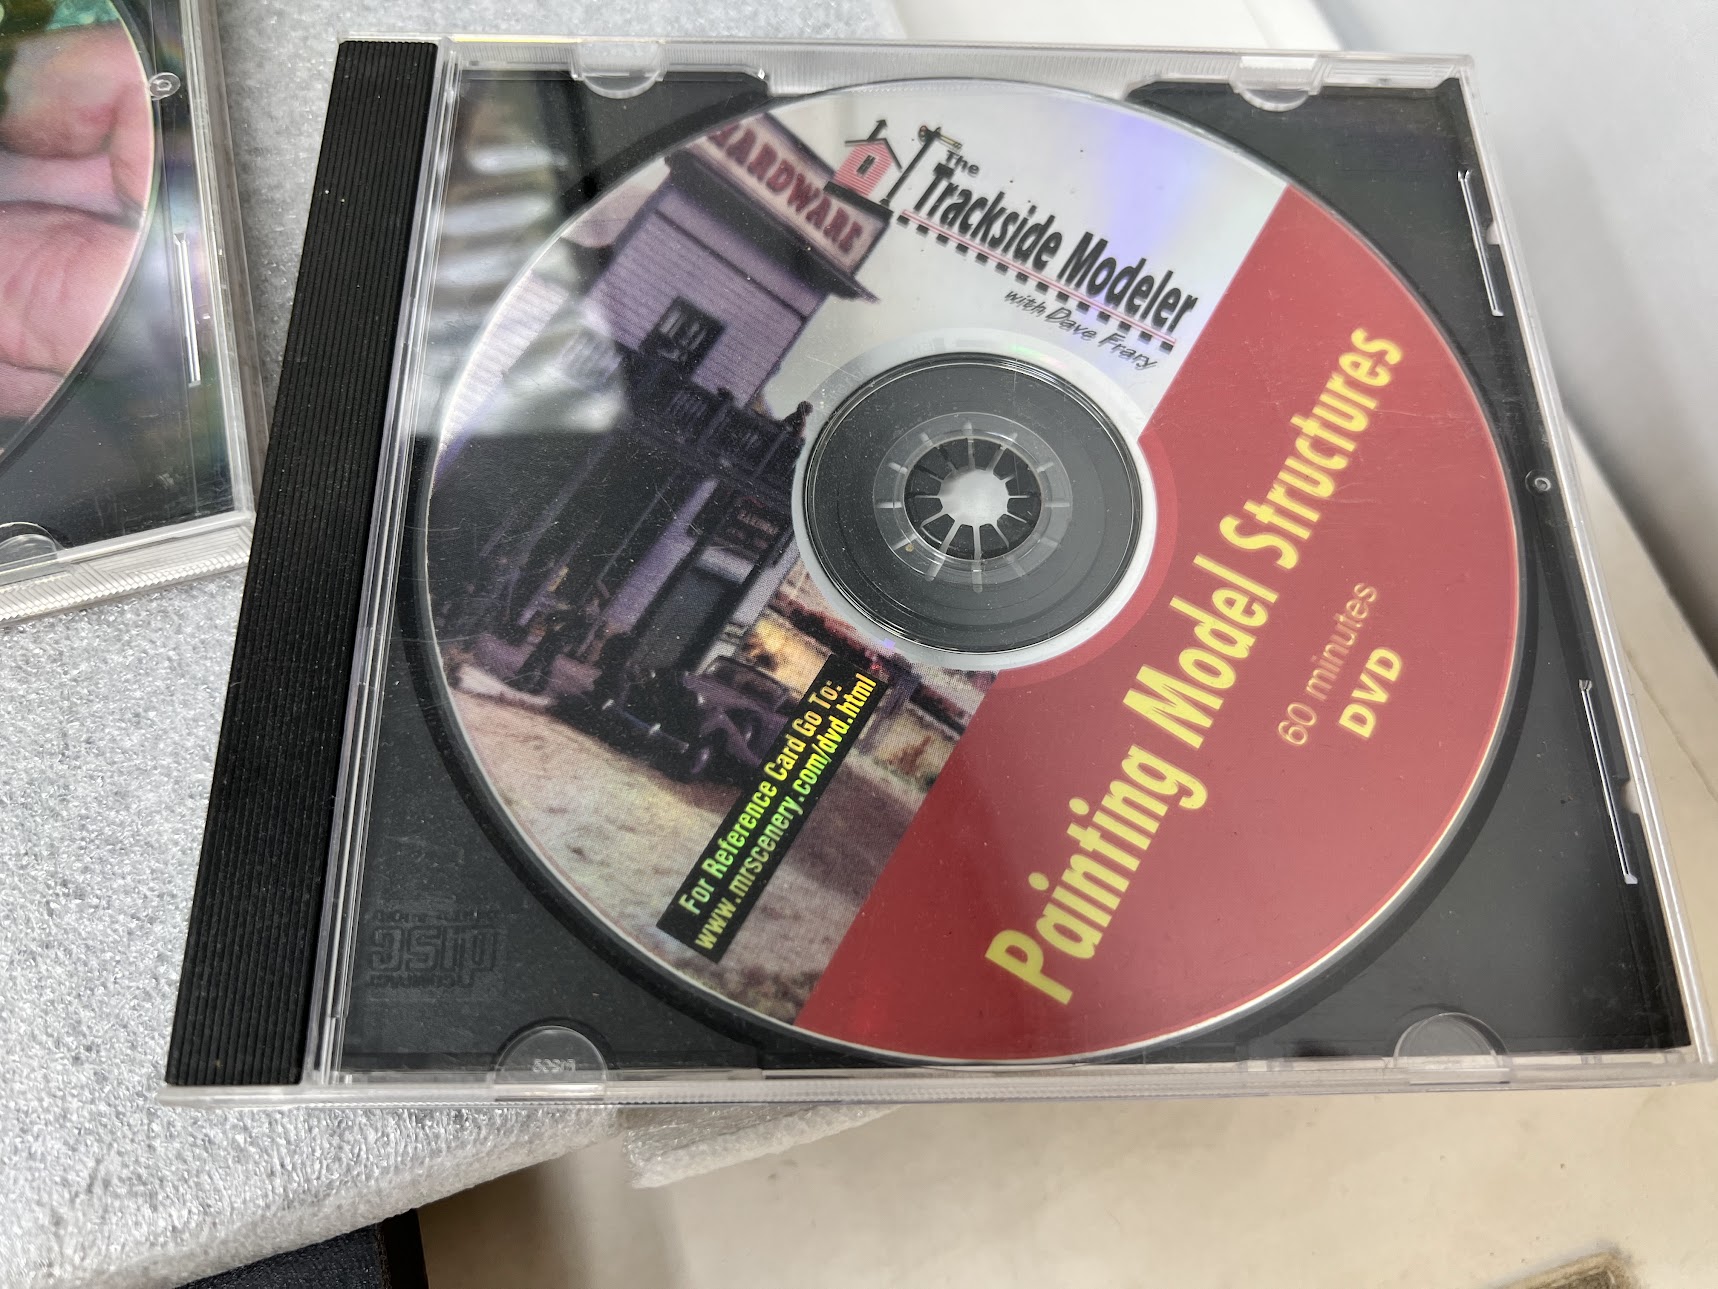 HARDWARE
H
The
Trackside Modeler
with Dave Frary
Painting Model Structures
60 minutes
DVD
For Reference Card Go To:
www.mrscenery.com/dvd.html
disc